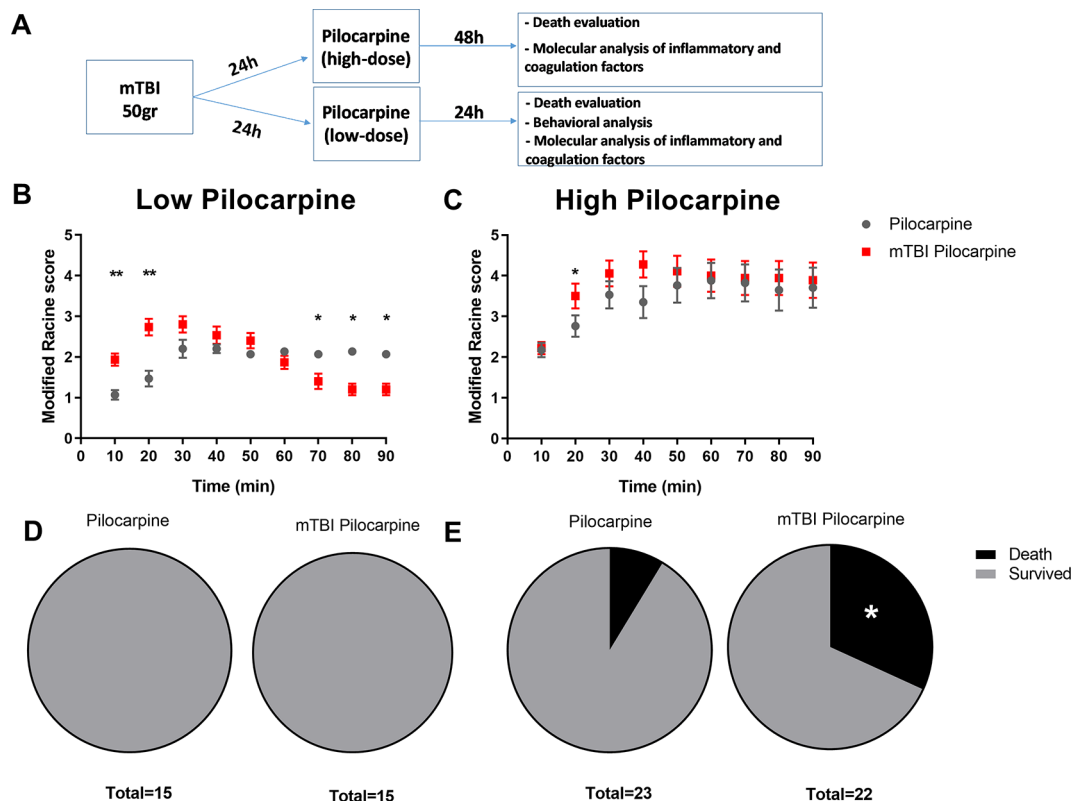 A
mTBI
50gr
24h
24h
Pilocarpine
(high-dose)
Pilocarpine
(low-dose)
48h
24h
- Death evaluation
- Molecular analysis of inflammatory and
coagulation factors
- Death evaluation
- Behavioral analysis
- Molecular analysis of inflammatory and
coagulation factors
B
Low Pilocarpine
Modified Racine score
5
4
3
2
1
0
** ** * * *
0 10 20 30 40 50 60 70 80 90
Time (min)
C
High Pilocarpine
Modified Racine score
5
4
3
2
1
0
*
0 10 20 30 40 50 60 70 80 90
Time (min)
Pilocarpine
mTBI Pilocarpine
D
Pilocarpine
Total=15
mTBI Pilocarpine
Total=15
E
Pilocarpine
Total=23
mTBI Pilocarpine
*
Total=22
Death
Survived